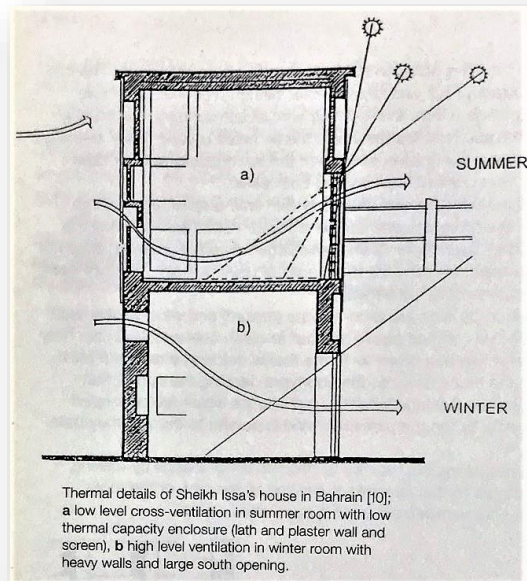 a)
SUMMER
b)
WINTER
Thermal details of Sheikh Issa's house in Bahrain [10];
a low level cross-ventilation in summer room with low
thermal capacity enclosure (lath and plaster wall and
screen), b high level ventilation in winter room with
heavy walls and large south opening.